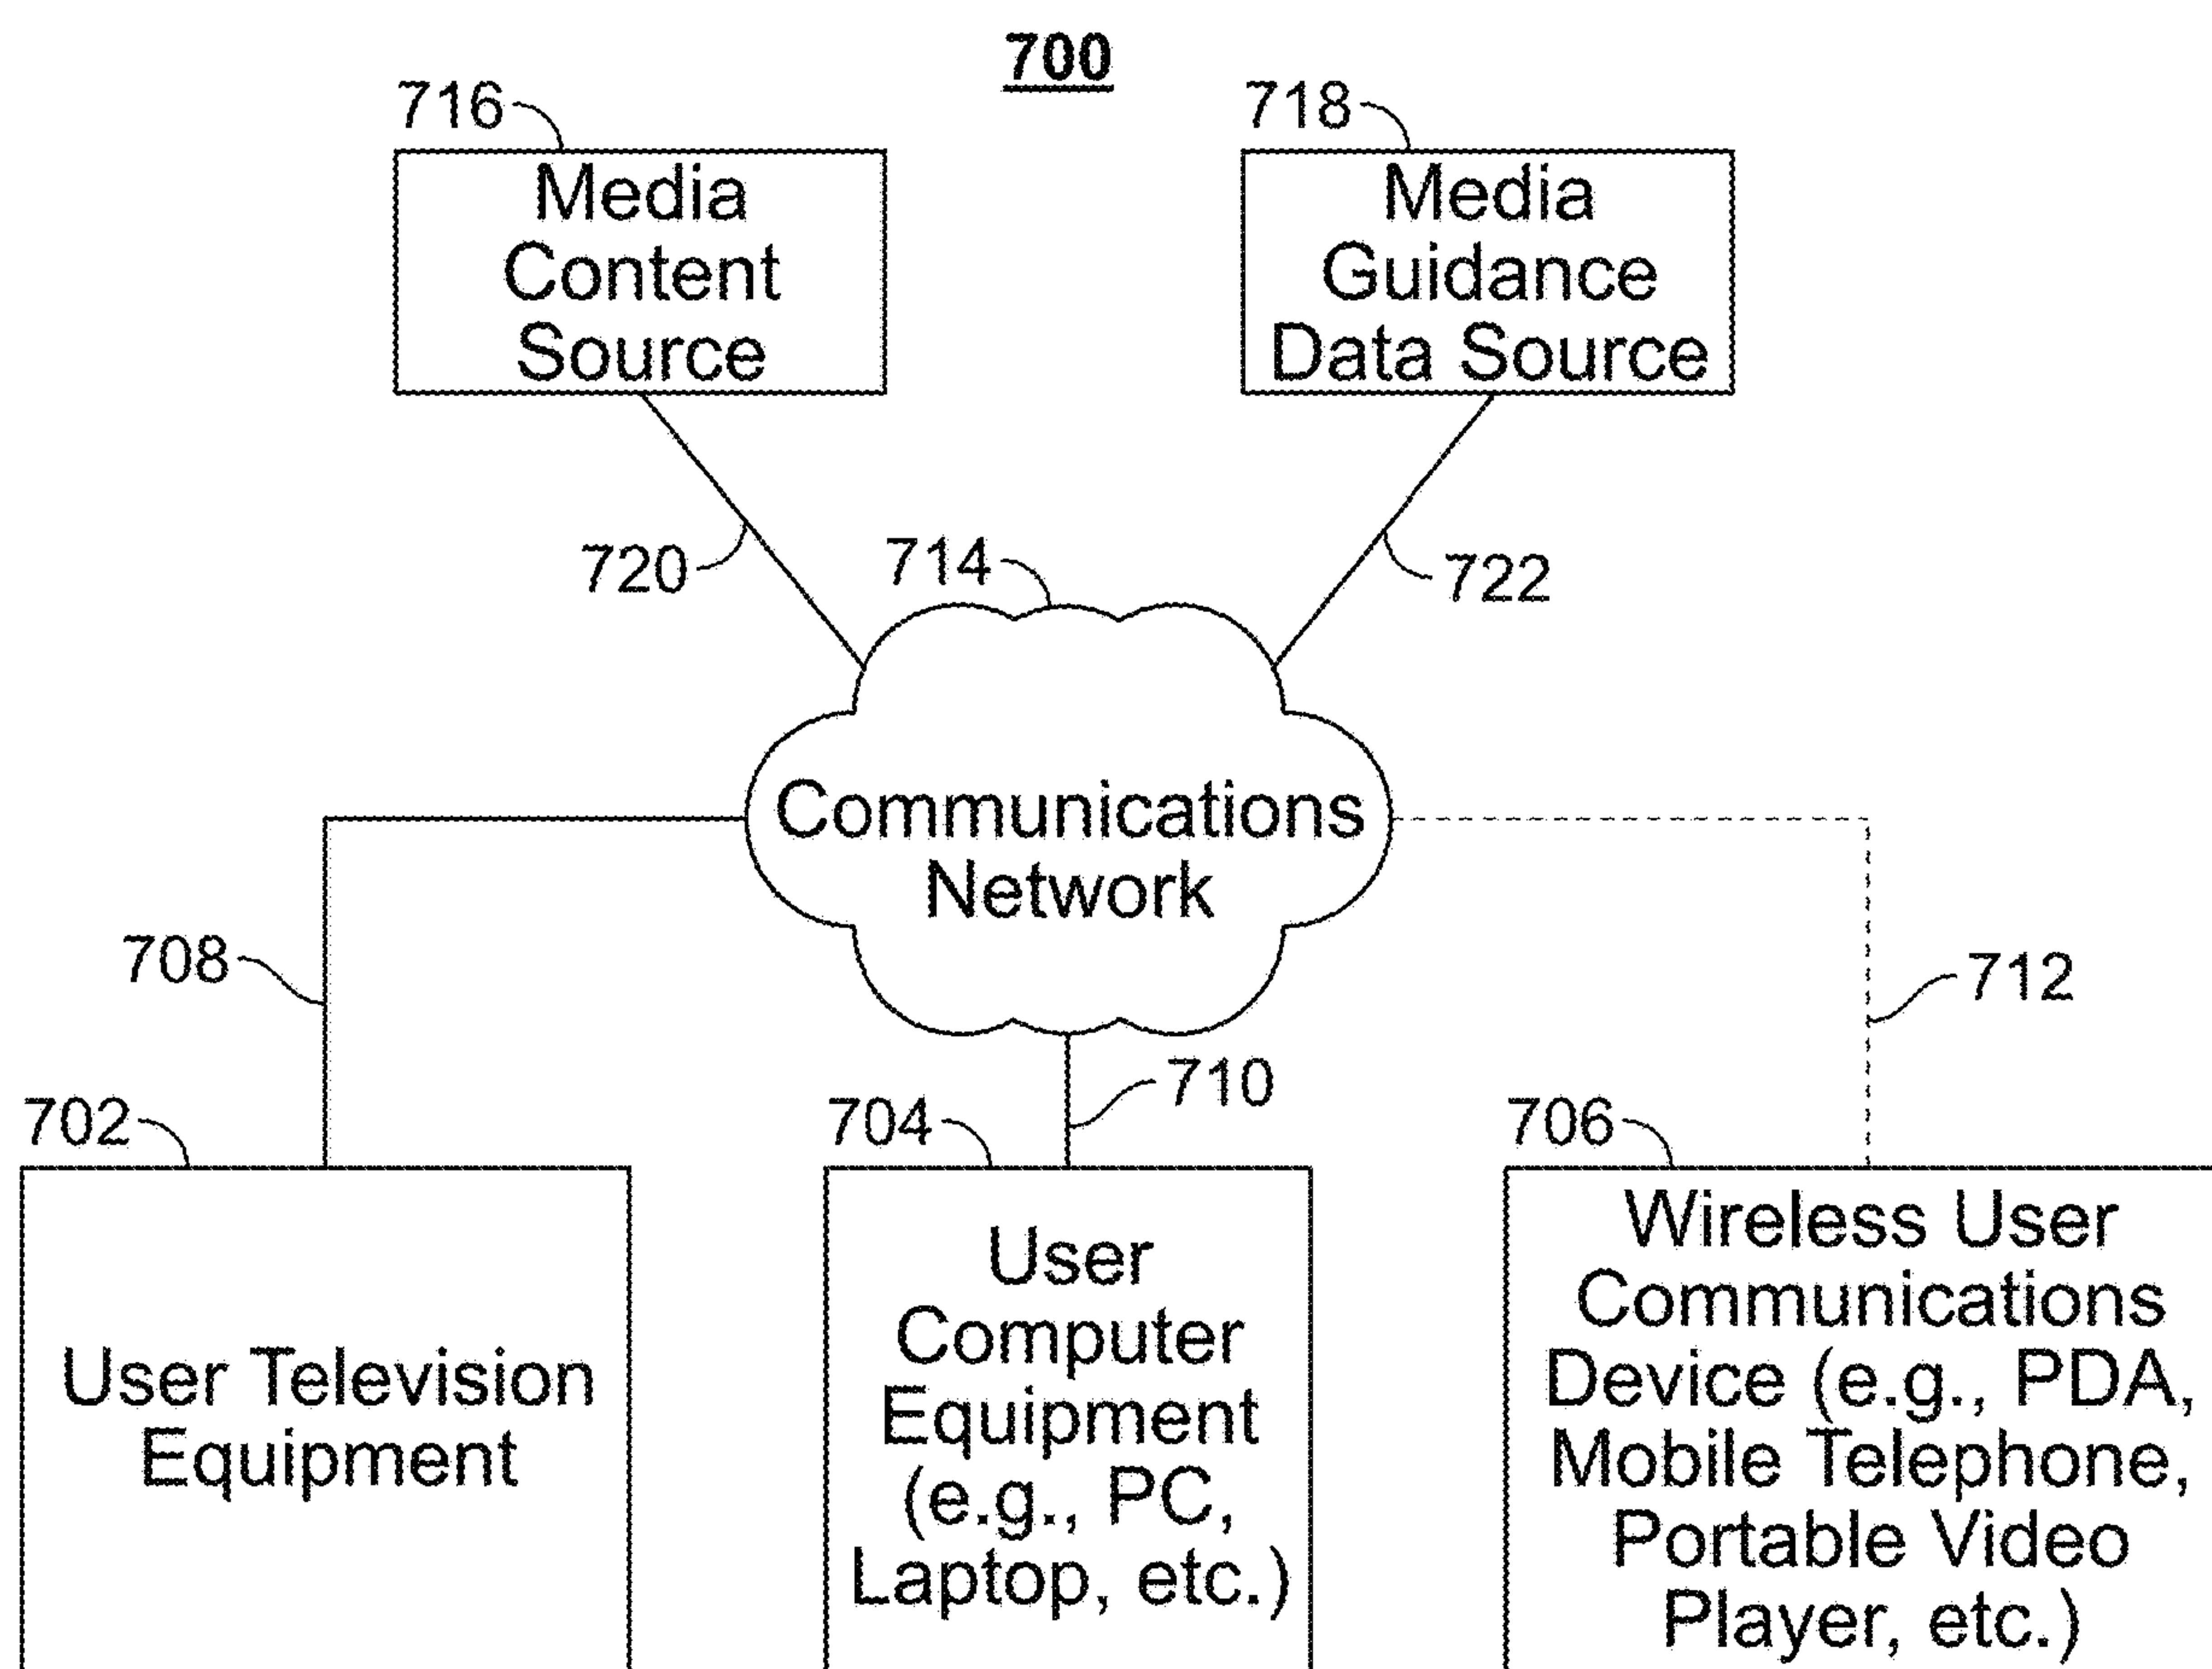 700
716
718
Media
Content
Source
Media
Guidance
Data Source
720
714
722
Communications
Network
708
712
710
702
704
706
User Television
Equipment
User
Computer
Equipment
(e.g., PC,
Laptop, etc.)
Wireless User
Communications
Device (e.g., PDA,
Mobile Telephone,
Portable Video
Player, etc.)